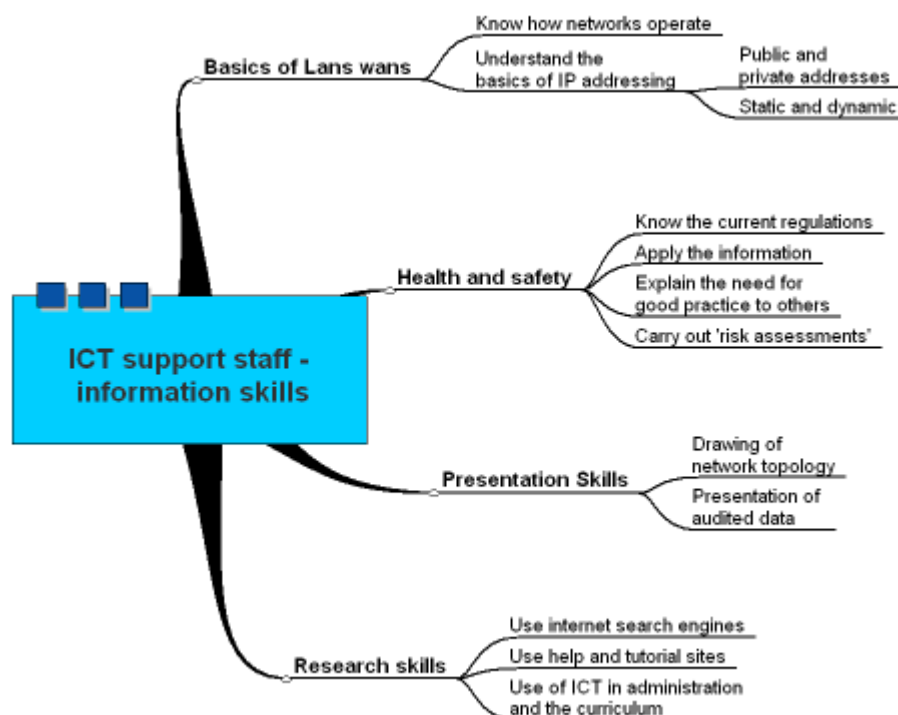 Know how networks operate
Basics of Lans wans
Understand the
basics of IP addressing
Public and
private addresses
Static and dynamic
Know the current regulations
Apply the information
Health and safety
Explain the need for
good practice to others
Carry out 'risk assessments'
ICT support staff -
information skills
Drawing of
network topology
Presentation Skills
Presentation of
audited data
Use internet search engines
Use help and tutorial sites
Research skills
Use of ICT in administration
and the curriculum